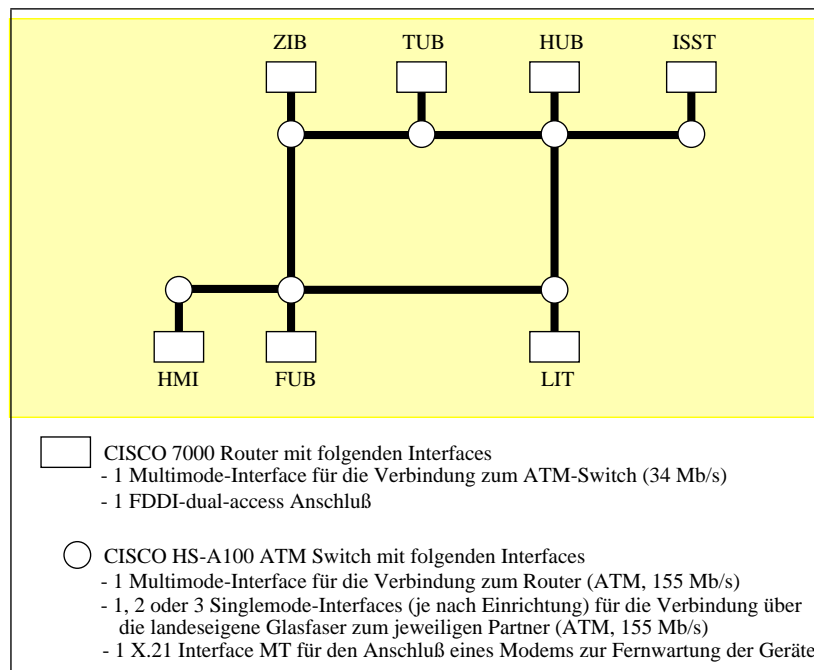 ZIB TUB HUB ISST
HMI FUB LIT
CISCO 7000 Router mit folgenden Interfaces
- 1 Multimode-Interface für die Verbindung zum ATM-Switch (34 Mb/s)
- 1 FDDI-dual-access Anschluß
CISCO HS-A100 ATM Switch mit folgenden Interfaces
- 1 Multimode-Interface für die Verbindung zum Router (ATM, 155 Mb/s)
- 1, 2 oder 3 Singlemode-Interfaces (je nach Einrichtung) für die Verbindung über
die landeseigene Glasfaser zum jeweiligen Partner (ATM, 155 Mb/s)
- 1 X.21 Interface MT für den Anschluß eines Modems zur Fernwartung der Geräte